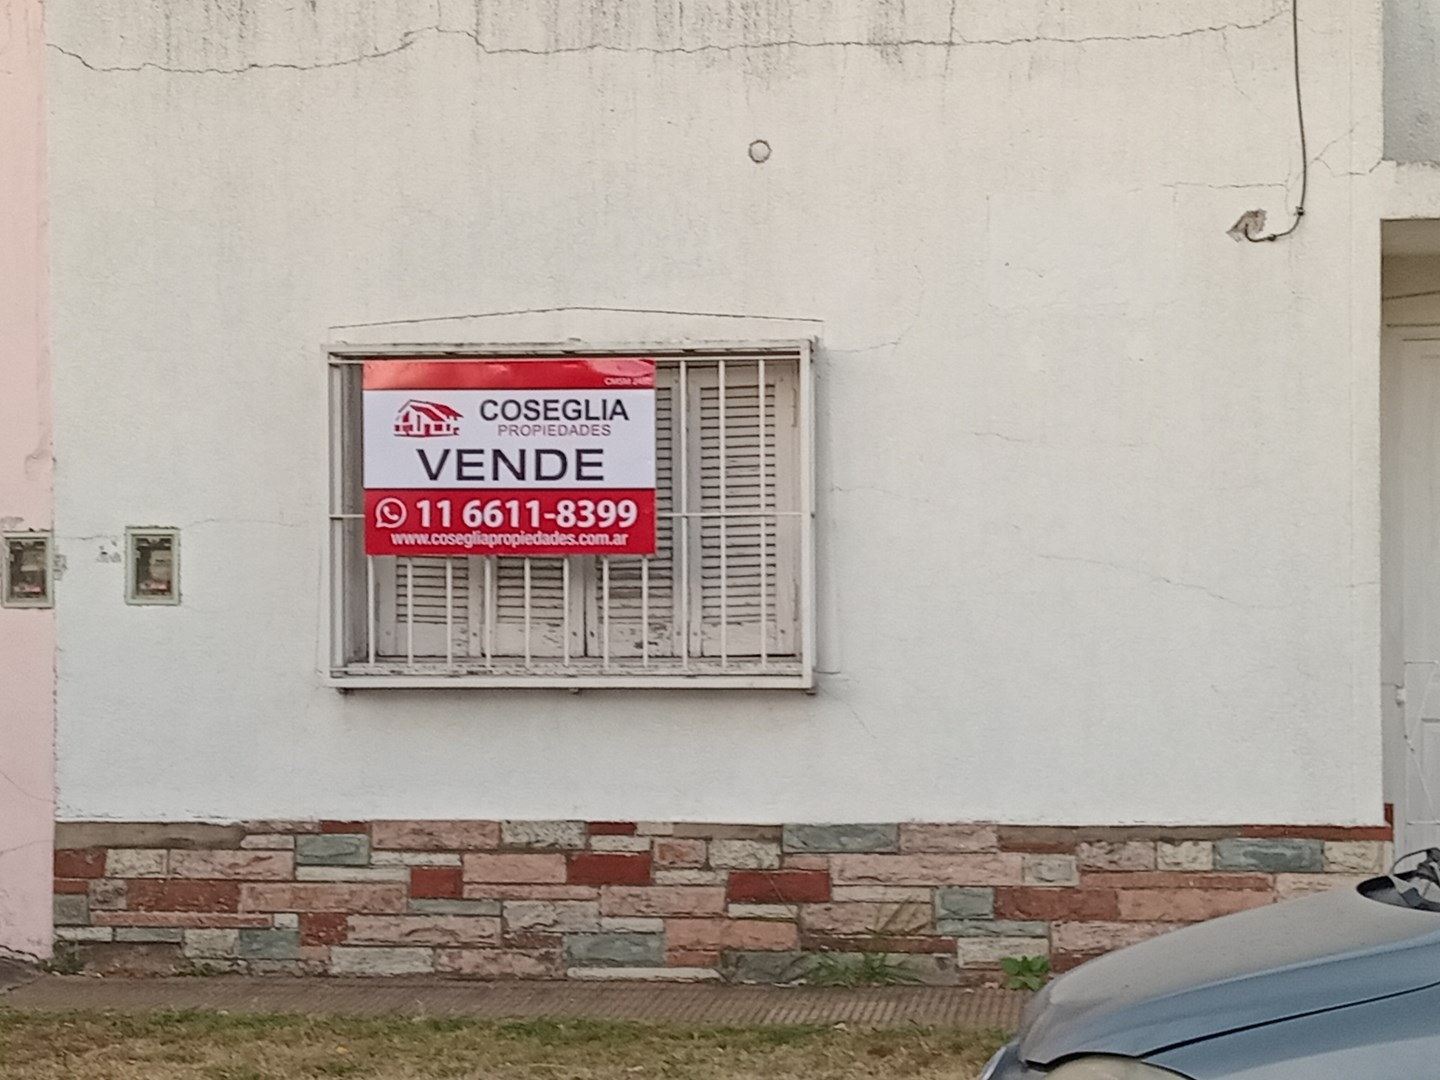 COSEGLIA
PROPIEDADES
VENDE
11 6611-8399
www.cosegliapropiedades.com.ar